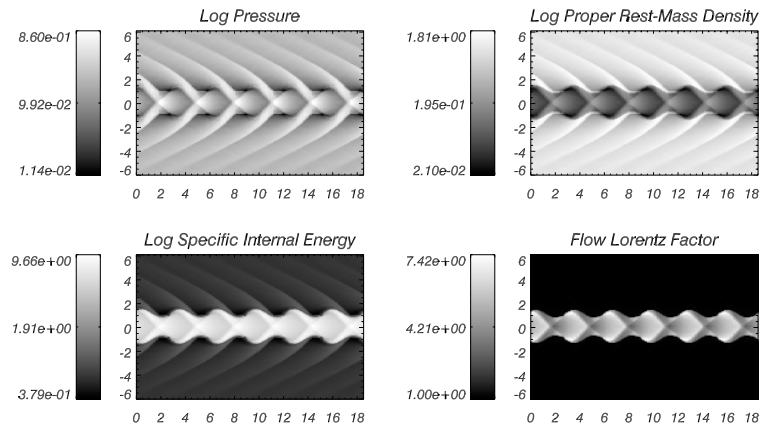 Log Pressure
8.60e-01
9.92e-02
1.14e-02
6
4
2
0
-2
-4
-6
0 2 4 6 8 10 12 14 16 18
Log Proper Rest-Mass Density
1.81e+00
1.95e-01
2.10e-02
6
4
2
0
-2
-4
-6
0 2 4 6 8 10 12 14 16 18
Log Specific Internal Energy
9.66e+00
1.91e+00
3.79e-01
6
4
2
0
-2
-4
-6
0 2 4 6 8 10 12 14 16 18
Flow Lorentz Factor
7.42e+00
4.21e+00
1.00e+00
6
4
2
0
-2
-4
-6
0 2 4 6 8 10 12 14 16 18